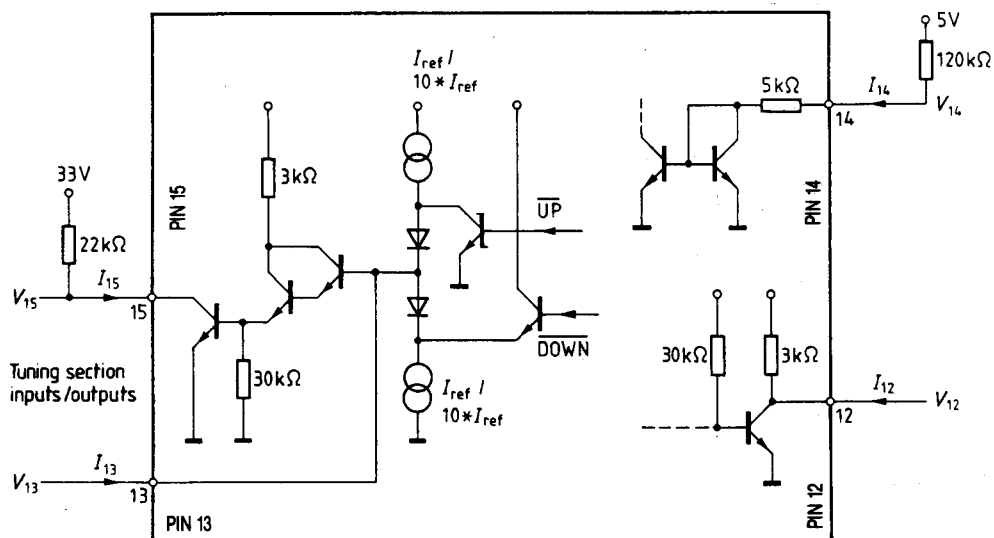 I_ref /
10 * I_ref
5V
120kΩ
5kΩ
I_14
V_14
14
33V
PIN 15
3kΩ
PIN 14
22kΩ
UP
V_15
I_15
15
DOWN
Tuning section
inputs/outputs
30kΩ
I_ref /
10 * I_ref
30kΩ
3kΩ
I_12
V_12
12
V_13
I_13
13
PIN 13
PIN 12